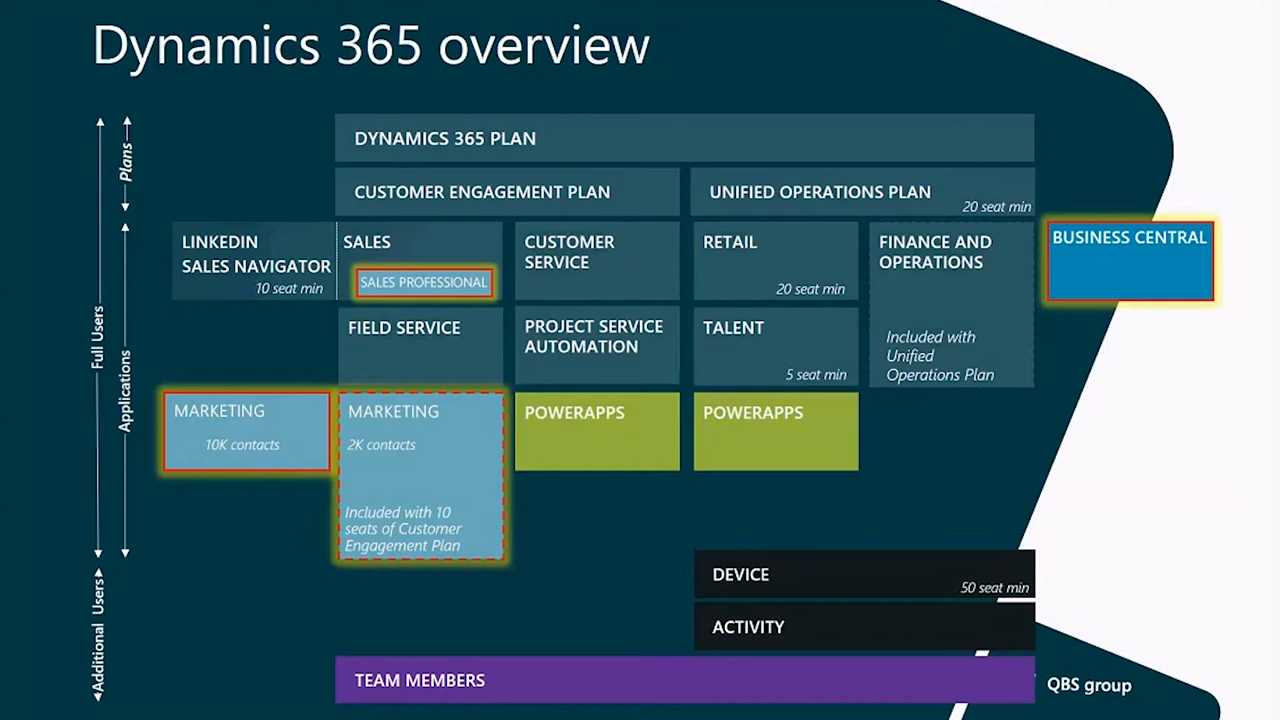 Dynamics 365 overview
Plans
DYNAMICS 365 PLAN
CUSTOMER ENGAGEMENT PLAN
UNIFIED OPERATIONS PLAN
20 seat min
Full Users
Applications
LINKEDIN
SALES NAVIGATOR
10 seat min
SALES
SALES PROFESSIONAL
CUSTOMER
SERVICE
RETAIL
20 seat min
FINANCE AND
OPERATIONS
Included with
Unified
Operations Plan
BUSINESS CENTRAL
FIELD SERVICE
PROJECT SERVICE
AUTOMATION
TALENT
5 seat min
MARKETING
10K contacts
MARKETING
2K contacts
Included with 10
seats of Customer
Engagement Plan
POWERAPPS
POWERAPPS
Additional Users
DEVICE
50 seat min
ACTIVITY
TEAM MEMBERS
QBS group